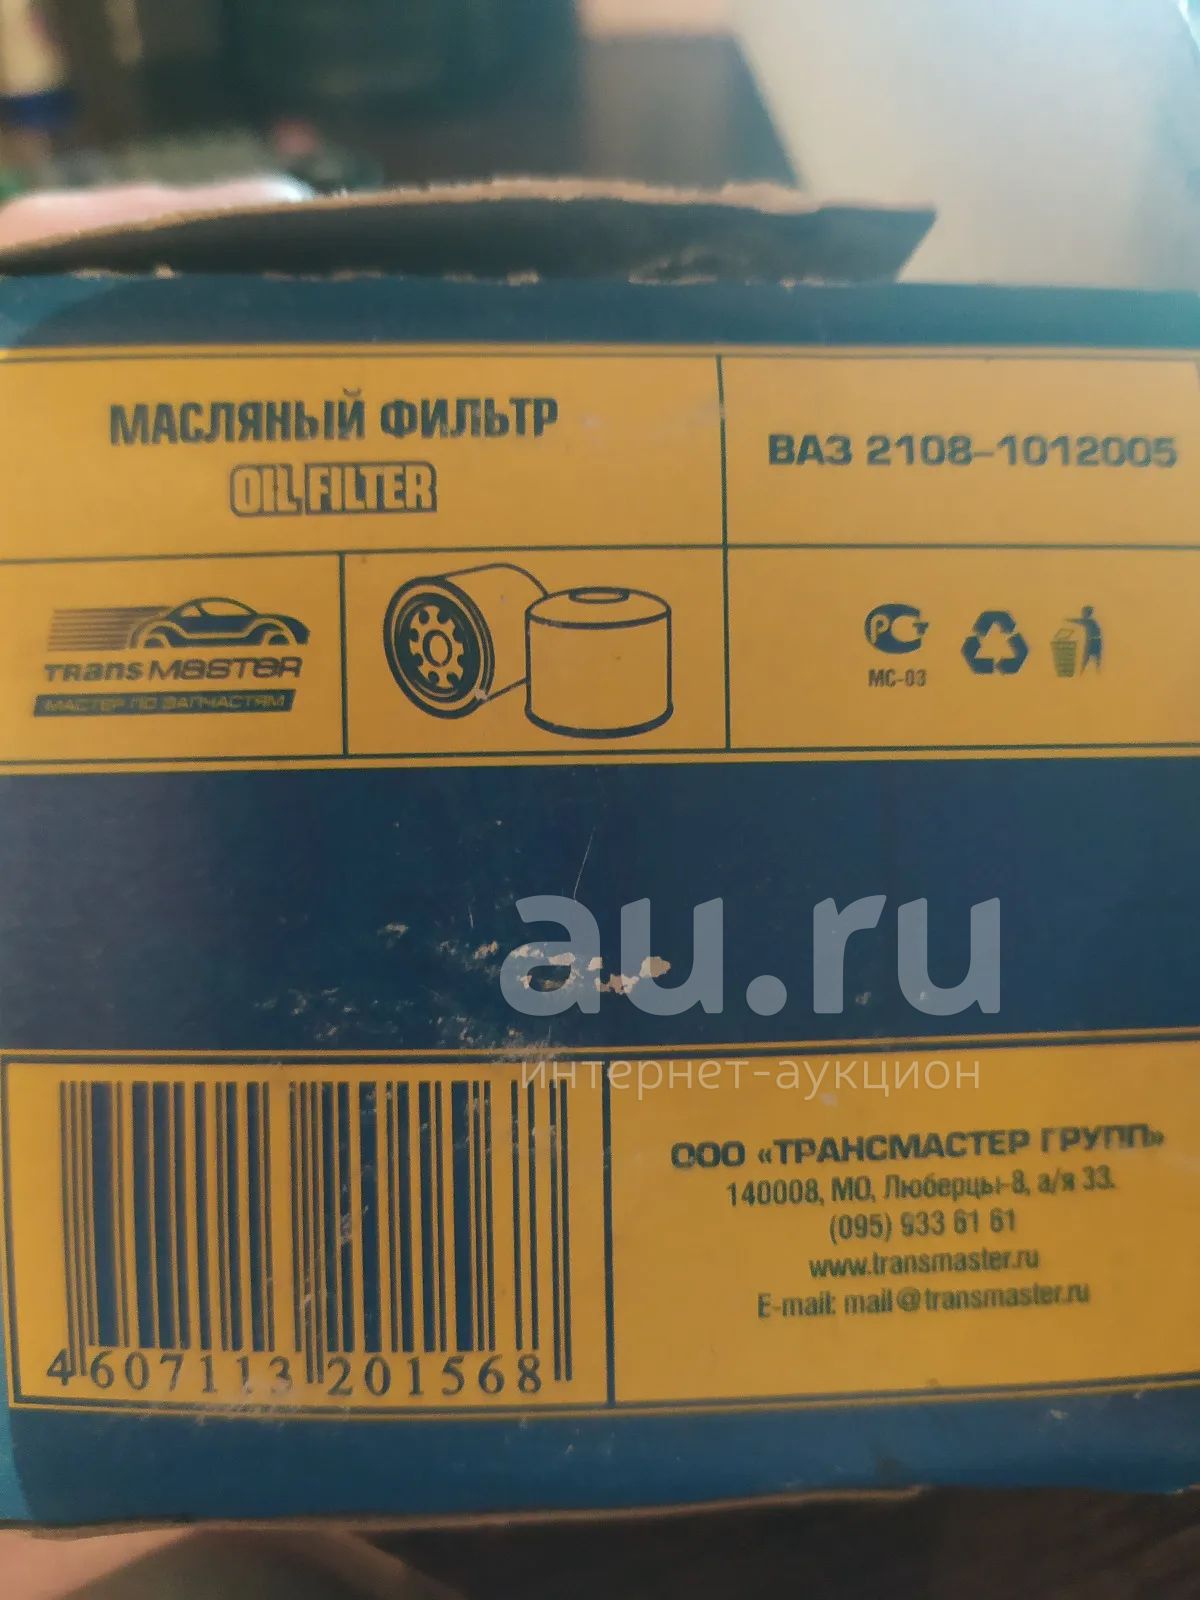 МАСЛЯНЫЙ ФИЛЬТР
OIL FILTER
ВАЗ 2108-1012005
TRANSMASTER
МАСТЕР ПО ЗАПЧАСТЯМ
РСТ
МС-03
au.ru
интернет-аукцион
4 607113 201568
ООО «ТРАНСМАСТЕР ГРУПП»
140008, МО, Люберцы-8, а/я 33.
(095) 933 61 61
www.transmaster.ru
E-mail: mail@transmaster.ru